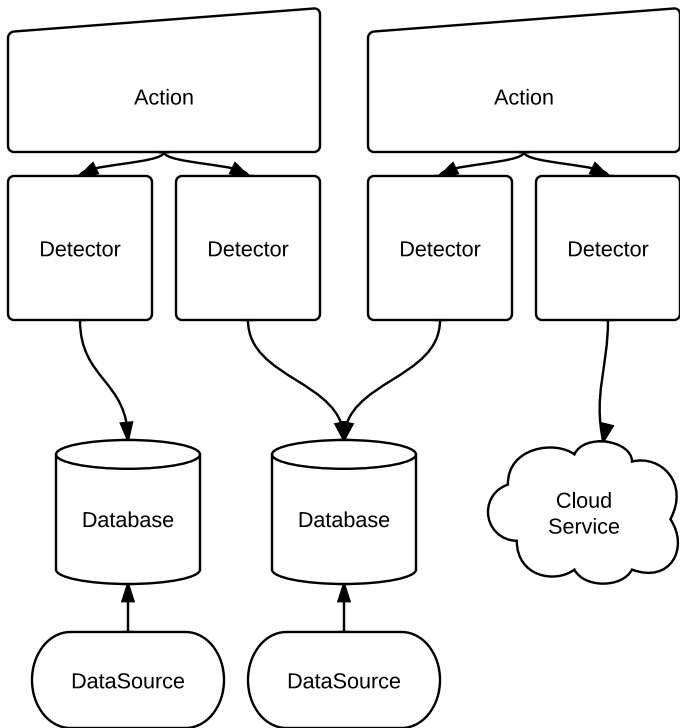 Action
Action
Detector
Detector
Detector
Detector
Database
Database
Cloud
Service
DataSource
DataSource